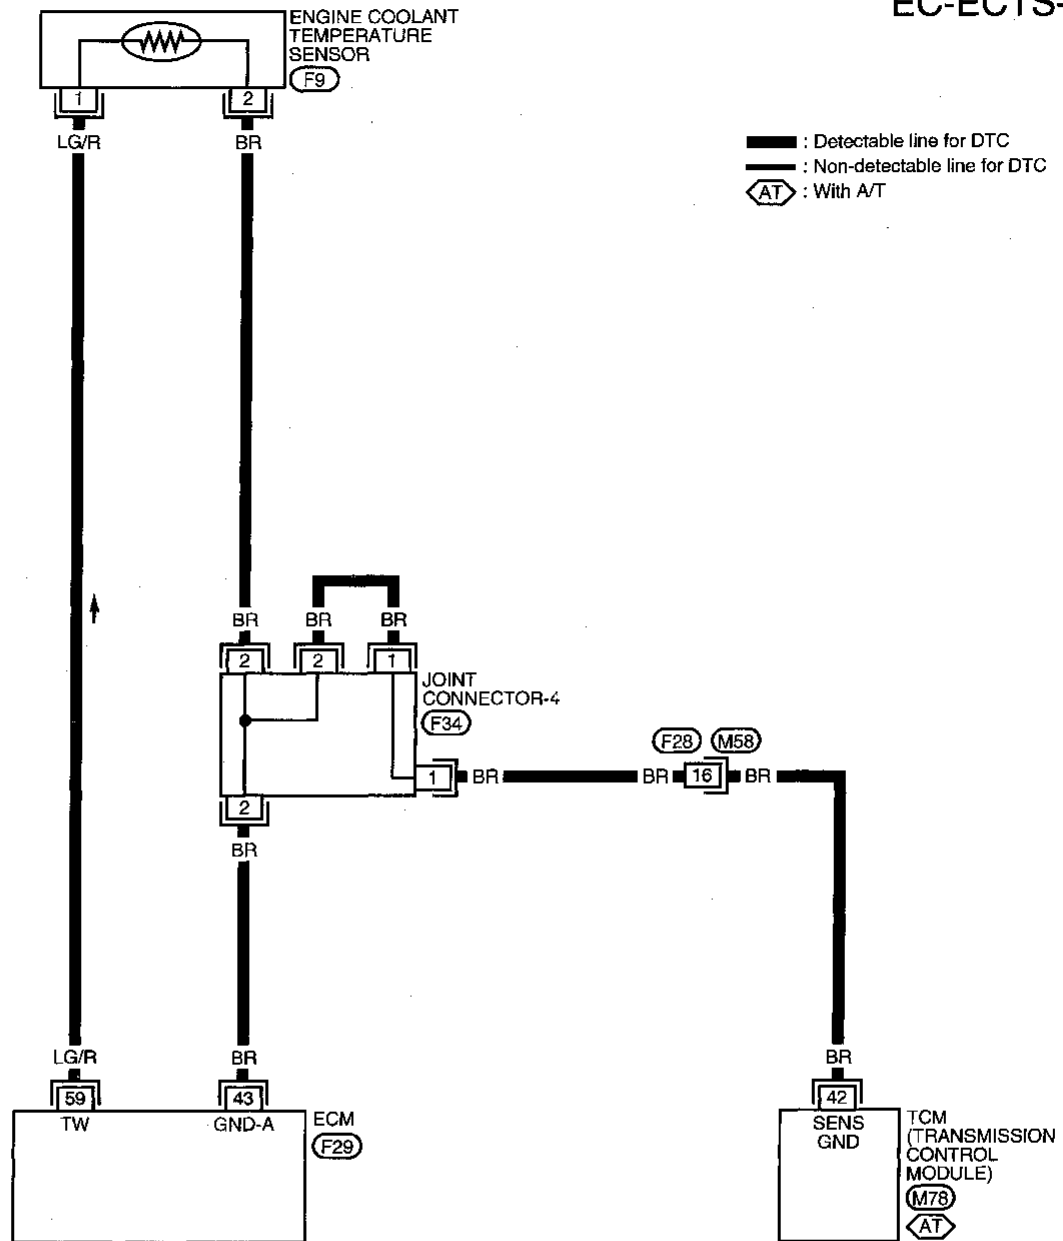 EC-ECTS-
ENGINE COOLANT
TEMPERATURE
SENSOR
F9
1 2
LG/R BR
: Detectable line for DTC
: Non-detectable line for DTC
AT : With A/T
BR BR BR
2 2 1
JOINT
CONNECTOR-4
F34
F28 M58
1 BR BR 16 BR
2
BR
LG/R BR BR
59 43 42
TW GND-A
ECM
F29
SENS
GND
TCM
(TRANSMISSION
CONTROL
MODULE)
M78
AT